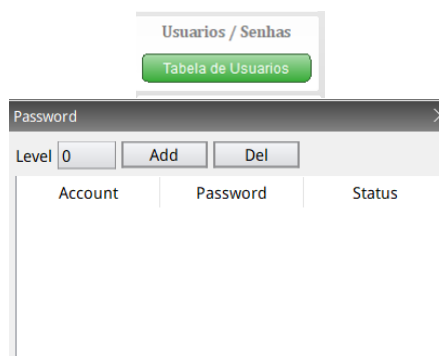 Usuarios / Senhas
Tabela de Usuarios
Password
Level 0 Add Del
Account Password Status